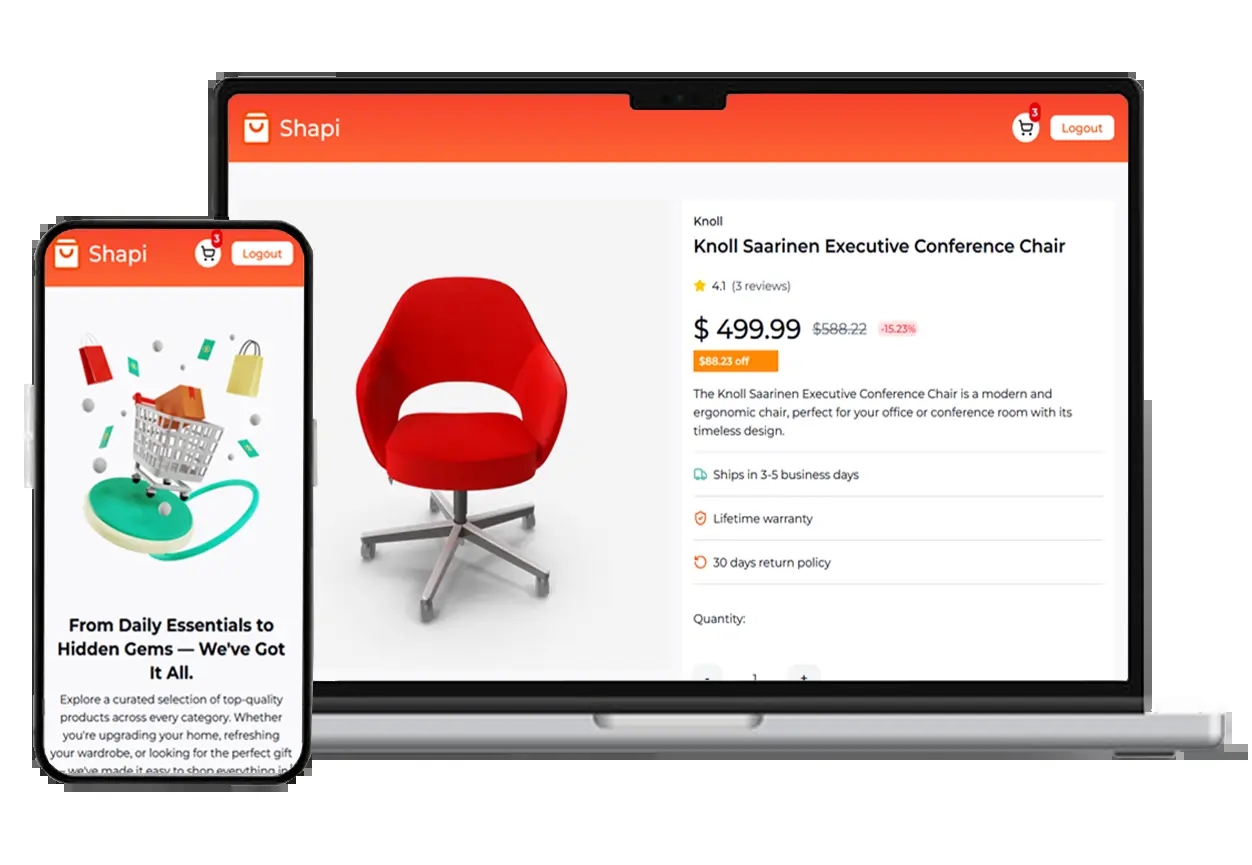 Shapi
3
Logout
Knoll
Knoll Saarinen Executive Conference Chair
4.1 (3 reviews)
$ 499.99 $588.22 -15.23%
$88.23 off
The Knoll Saarinen Executive Conference Chair is a modern and
ergonomic chair, perfect for your office or conference room with its
timeless design.
Ships in 3-5 business days
Lifetime warranty
30 days return policy
Quantity:
- 1 +
Shapi
3
Logout
From Daily Essentials to
Hidden Gems — We've Got
It All.
Explore a curated selection of top-quality
products across every category. Whether
you're upgrading your home, refreshing
your wardrobe, or looking for the perfect gift
– we've made it easy to shop everything in